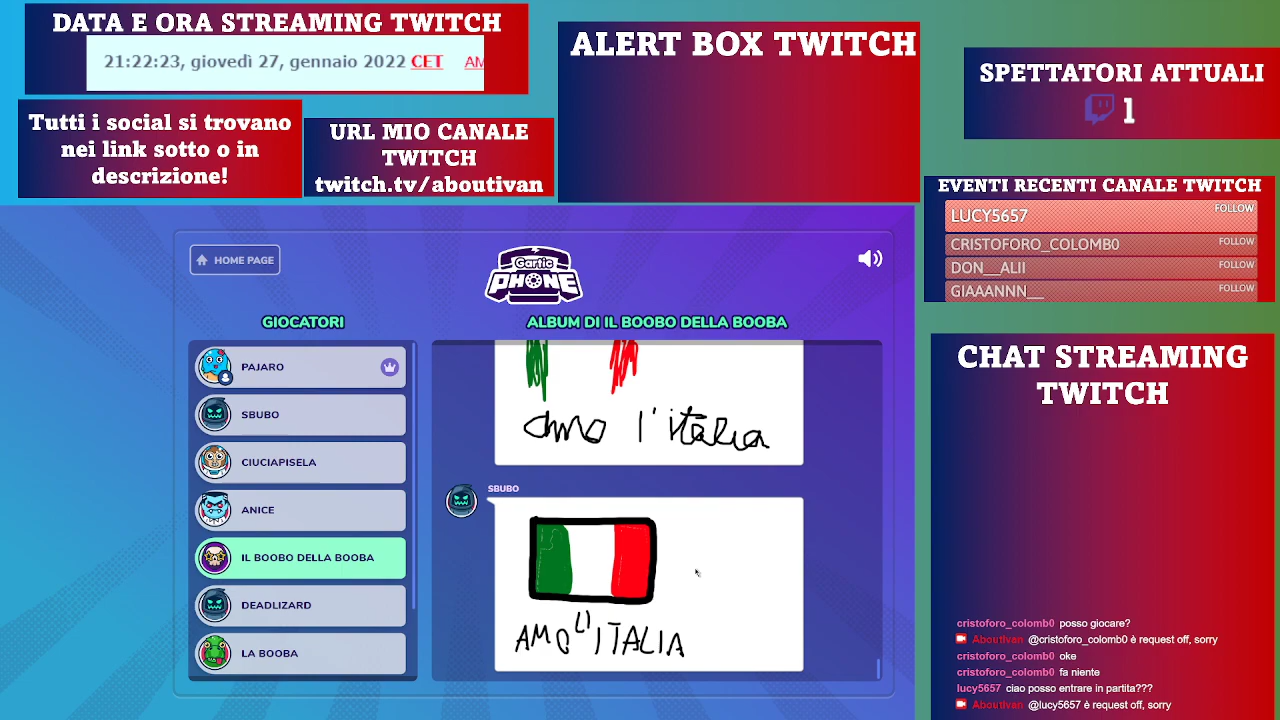 DATA E ORA STREAMING TWITCH
21:22:23, giovedì 27, gennaio 2022 CET AM
Tutti i social si trovano
nei link sotto o in
descrizione!
URL MIO CANALE
TWITCH
twitch.tv/aboutivan
ALERT BOX TWITCH
SPETTATORI ATTUALI
1
EVENTI RECENTI CANALE TWITCH
LUCY5657 FOLLOW
CRISTOFORO_COLOMB0 FOLLOW
DON__ALII FOLLOW
GIAAANNN__ FOLLOW
HOME PAGE
Gartic
PHONE
GIOCATORI
PAJARO
SBUBO
CIUCIAPISELA
ANICE
IL BOOBO DELLA BOOBA
DEADLIZARD
LA BOOBA
ALBUM DI IL BOOBO DELLA BOOBA
amo l'italia
SBUBO
AMO L'ITALIA
CHAT STREAMING
TWITCH
cristoforo_colomb0 posso giocare?
AboutIvan @cristoforo_colomb0 è request off, sorry
cristoforo_colomb0 oke
cristoforo_colomb0 fa niente
lucy5657 ciao posso entrare in partita???
AboutIvan @lucy5657 è request off, sorry